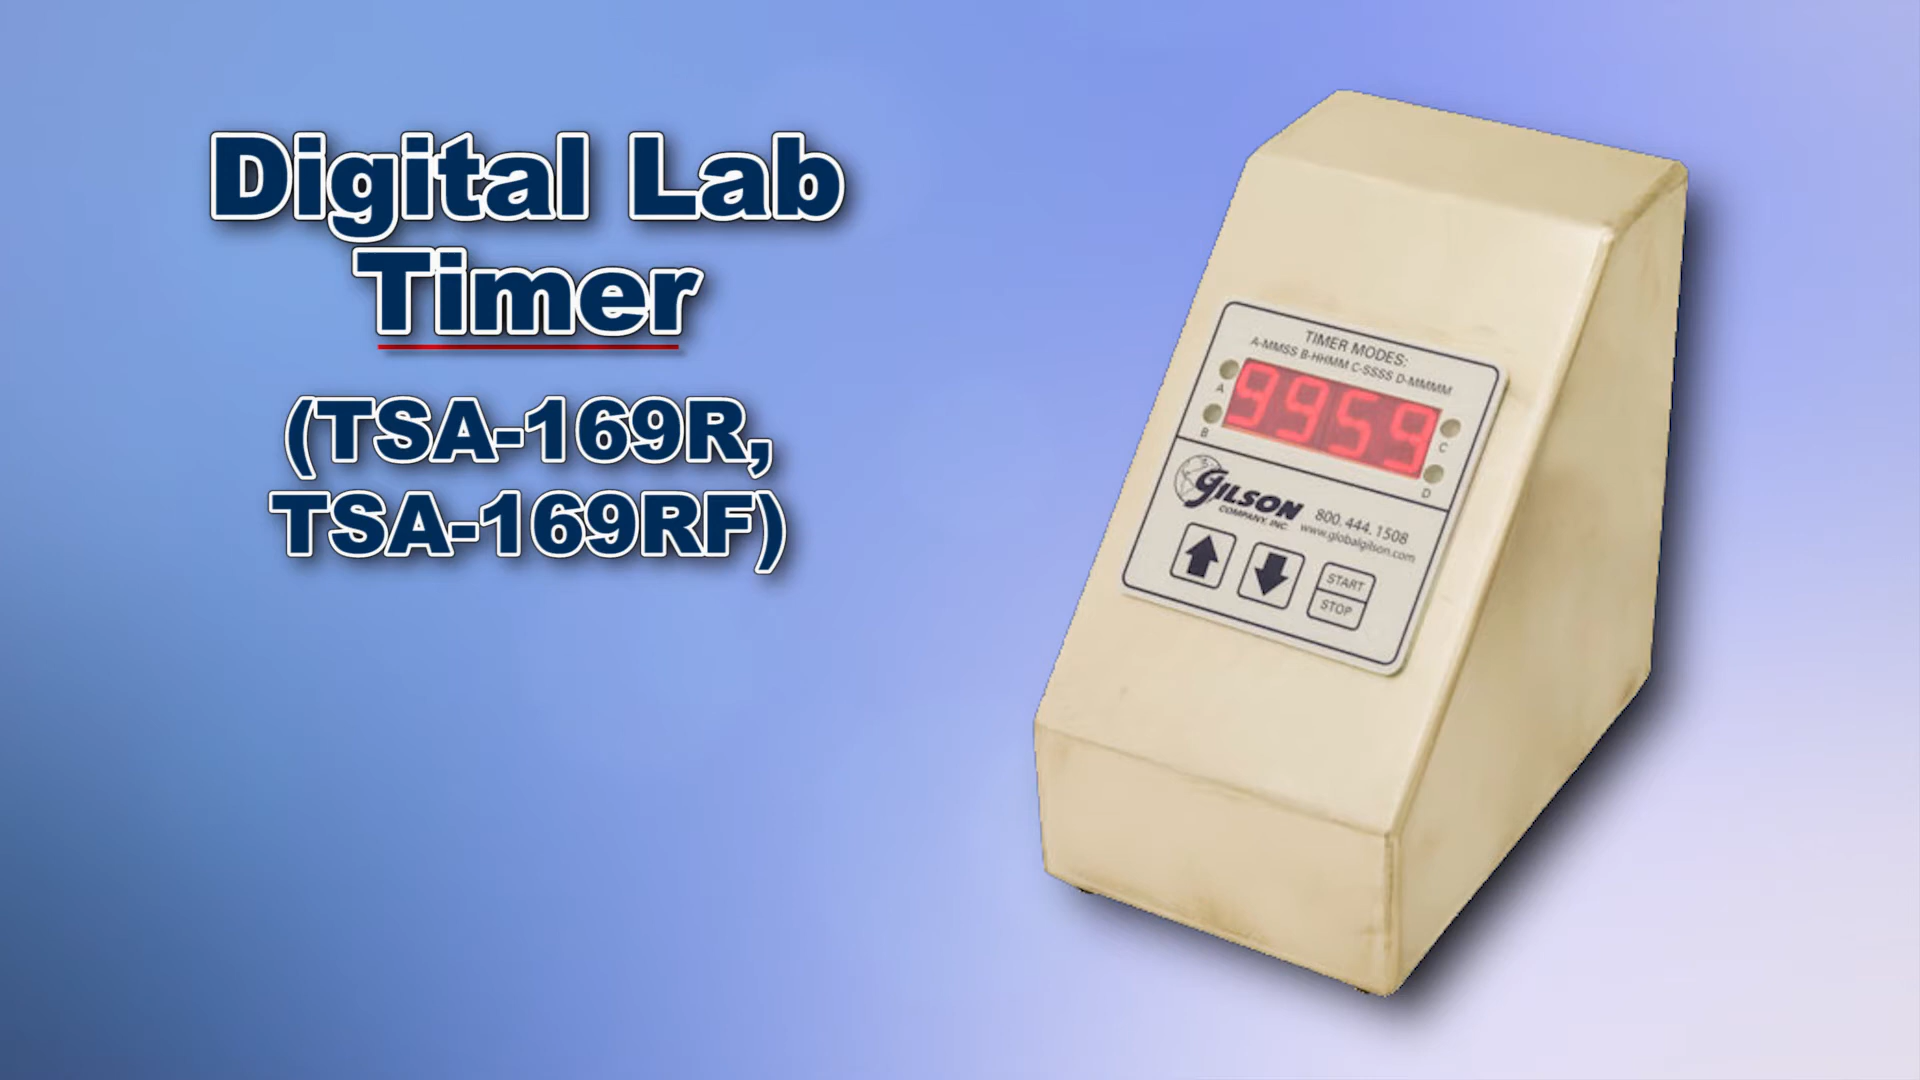 Digital Lab
Timer
(TSA-169R,
TSA-169RF)
TIMER MODES:
A-MMSS B-HHMM C-SSSS D-MMMM
A
B
9959
C
D
GILSON
COMPANY, INC.
800.444.1508
www.globalgilson.com
START
STOP